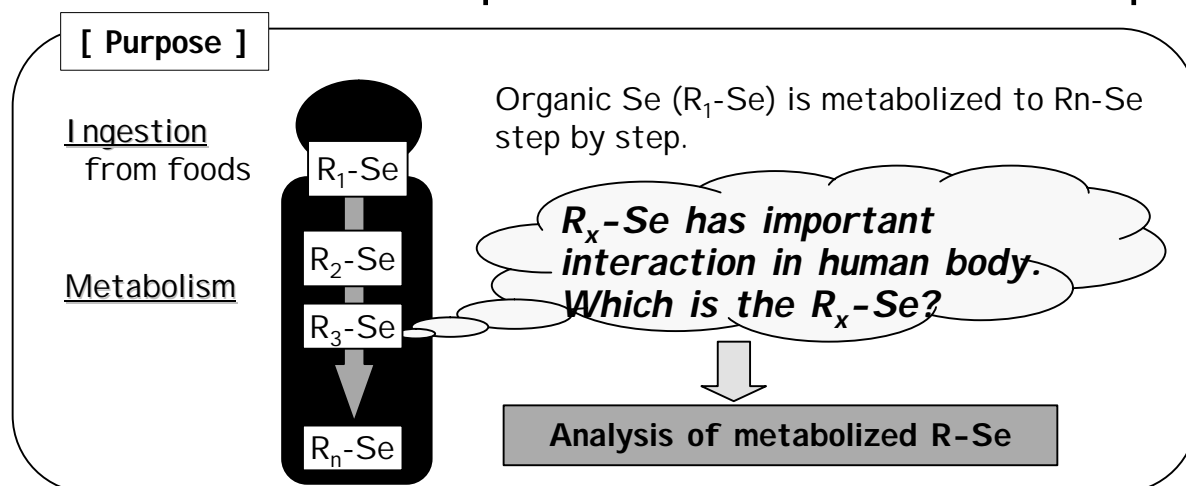 [ Purpose ]
Ingestion
from foods
Metabolism
R₁-Se
R₂-Se
R₃-Se
Rₙ-Se
Organic Se (R₁-Se) is metabolized to Rn-Se
step by step.
Rₓ-Se has important
interaction in human body.
Which is the Rₓ-Se?
Analysis of metabolized R-Se